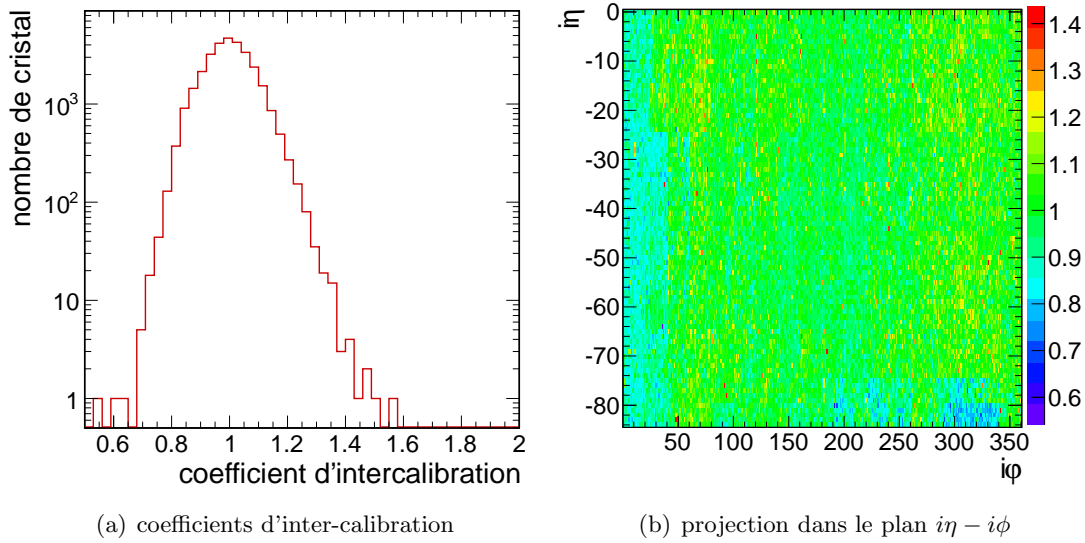 nombre de cristal
10³
10²
10
1
0.6 0.8 1 1.2 1.4 1.6 1.8 2
coefficient d'intercalibration
(a) coefficients d'inter-calibration
iη
0
-10
-20
-30
-40
-50
-60
-70
-80
50 100 150 200 250 300 350
iφ
1.4
1.3
1.2
1.1
1
0.9
0.8
0.7
0.6
(b) projection dans le plan iη − iϕ